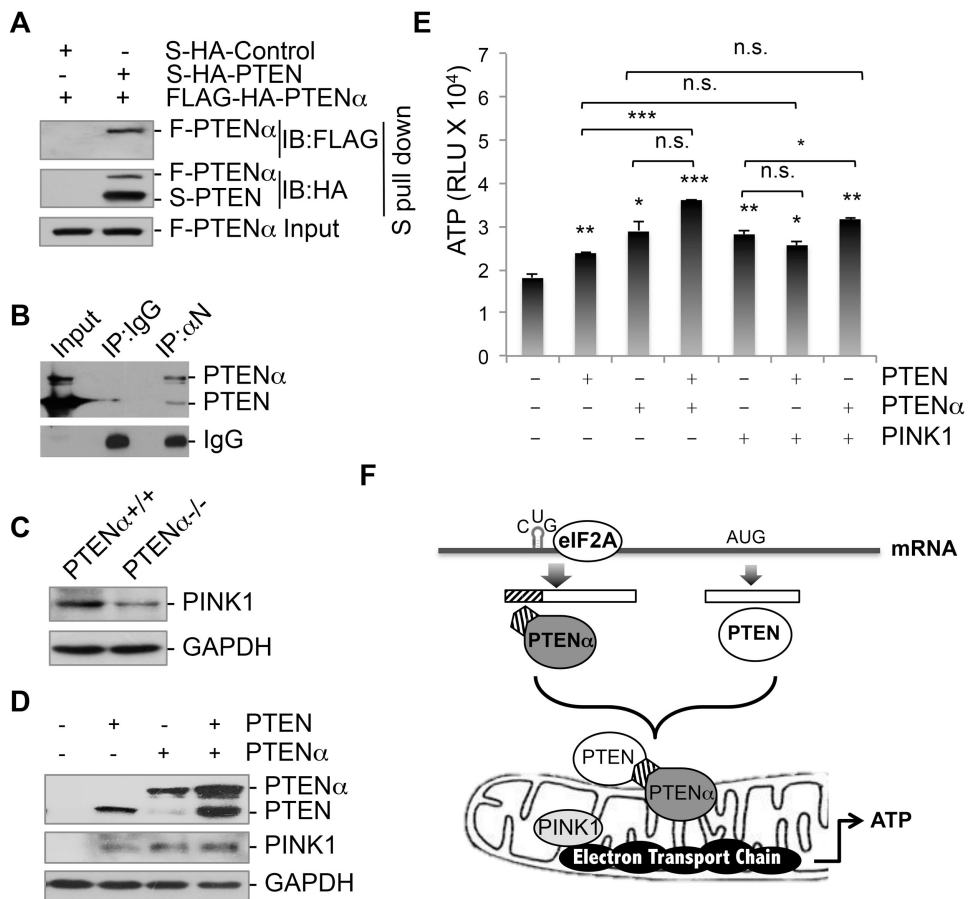 A
+ - S-HA-Control
- + S-HA-PTEN
+ + FLAG-HA-PTENα
F-PTENα IB:FLAG
F-PTENα
S-PTEN IB:HA
F-PTENα Input
S pull down
B
Input IP:IgG IP:αN
PTENα
PTEN
IgG
C
PTENα+/+ PTENα-/-
PINK1
GAPDH
D
- + - + PTEN
- - + + PTENα
PTENα
PTEN
PINK1
GAPDH
E
ATP (RLU X 10⁴)
7
6
5
4
3
2
1
0
n.s.
n.s.
***
*
n.s.
n.s.
** * *** ** * **
- + - + - + - PTEN
- - + + - - + PTENα
- - - - + + + PINK1
F
CUG eIF2A AUG mRNA
PTENα PTEN
PTEN
PTENα
PINK1
Electron Transport Chain
ATP